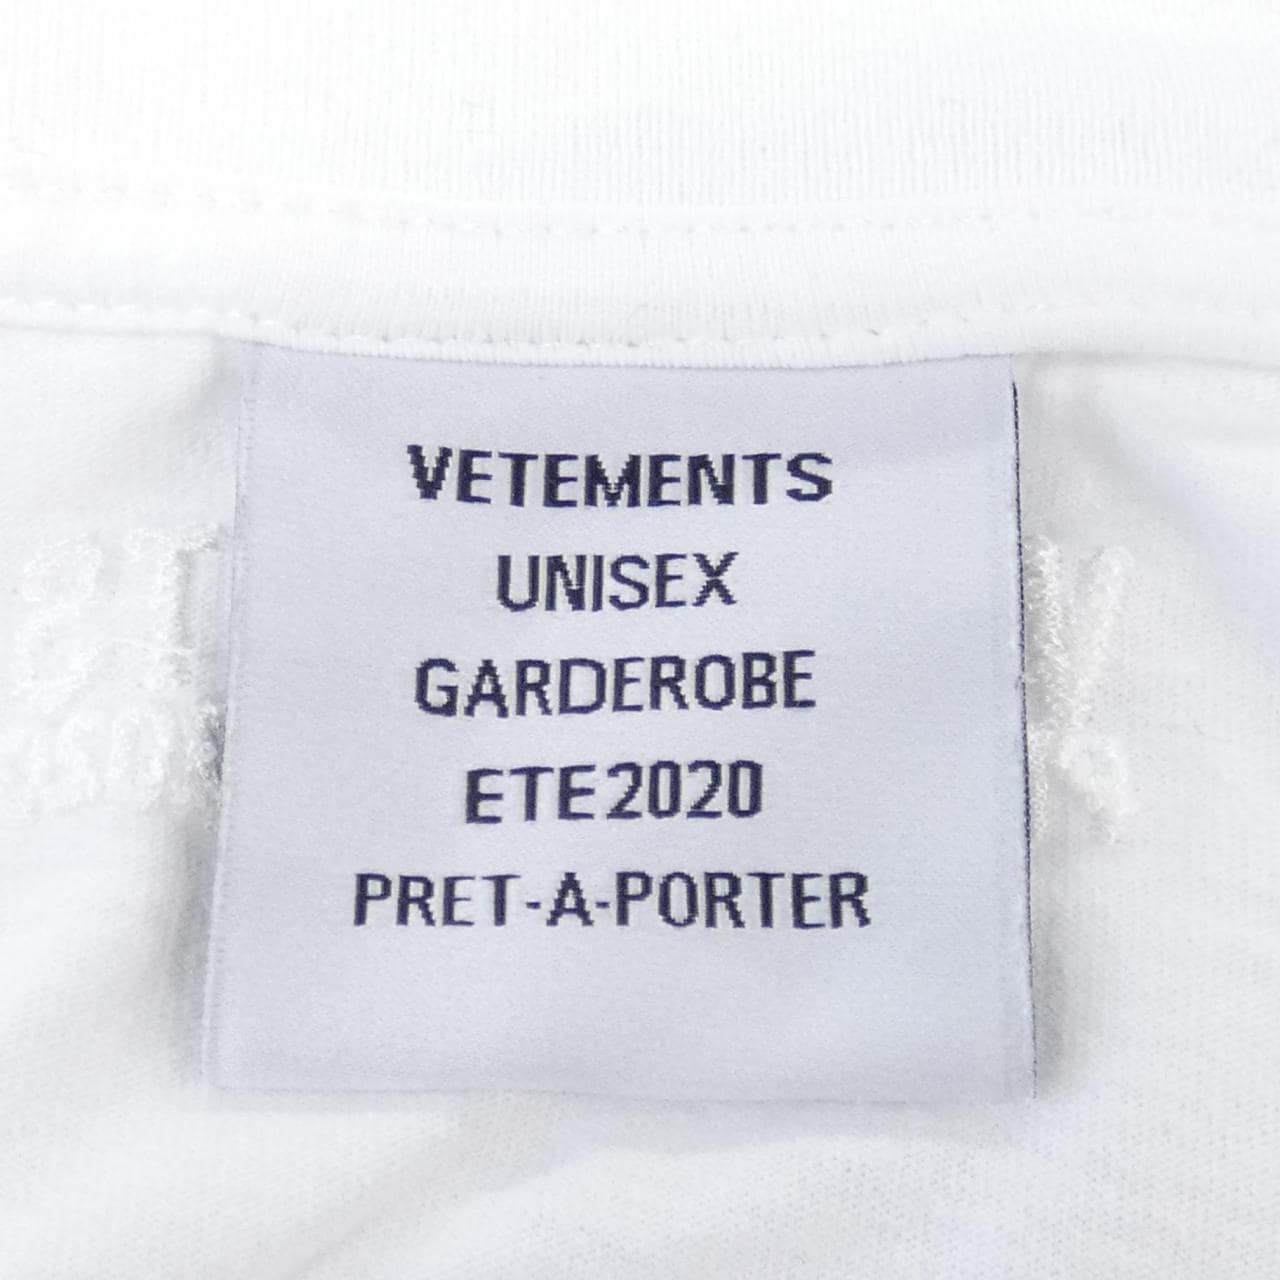 VETEMENTS
UNISEX
GARDEROBE
ETE2020
PRET-A-PORTER